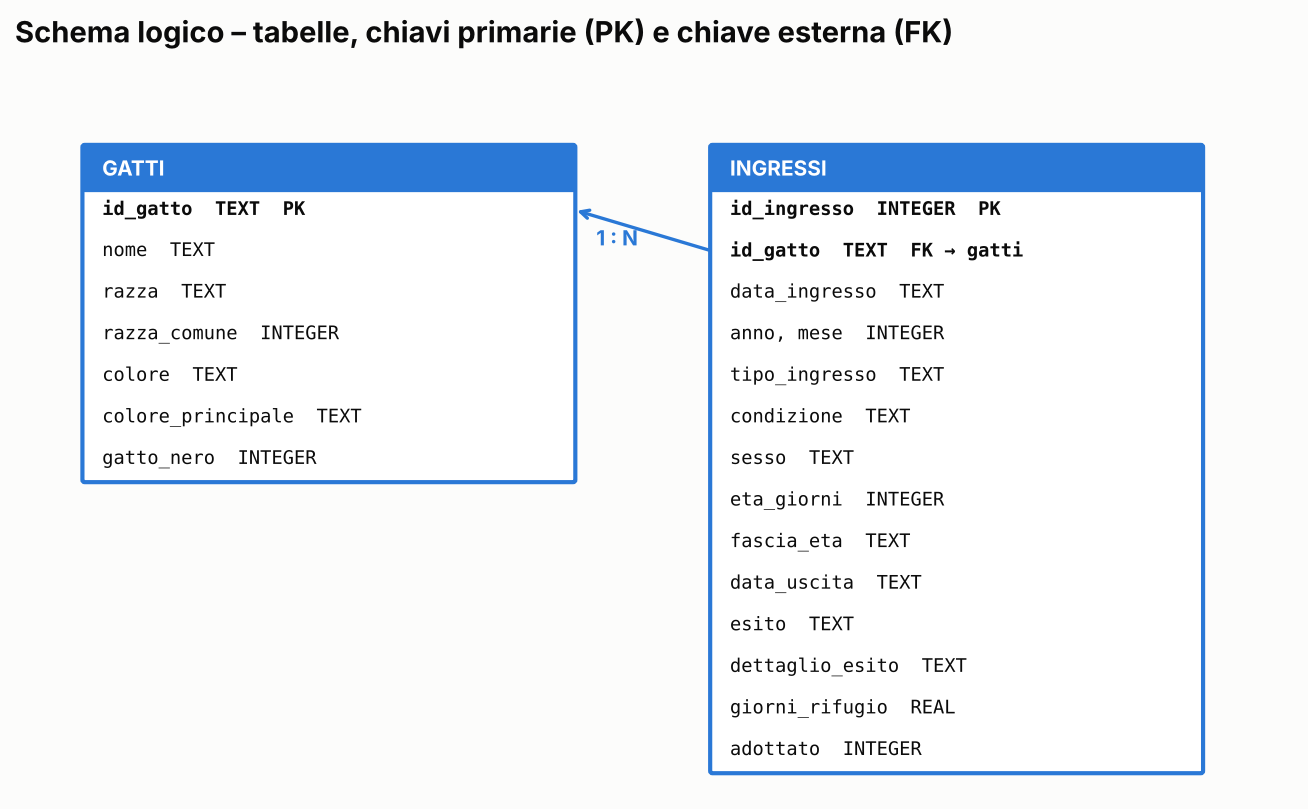 Schema logico – tabelle, chiavi primarie (PK) e chiave esterna (FK)
GATTI
id_gatto TEXT PK
nome TEXT
razza TEXT
razza_comune INTEGER
colore TEXT
colore_principale TEXT
gatto_nero INTEGER
1 : N
INGRESSI
id_ingresso INTEGER PK
id_gatto TEXT FK → gatti
data_ingresso TEXT
anno, mese INTEGER
tipo_ingresso TEXT
condizione TEXT
sesso TEXT
eta_giorni INTEGER
fascia_eta TEXT
data_uscita TEXT
esito TEXT
dettaglio_esito TEXT
giorni_rifugio REAL
adottato INTEGER